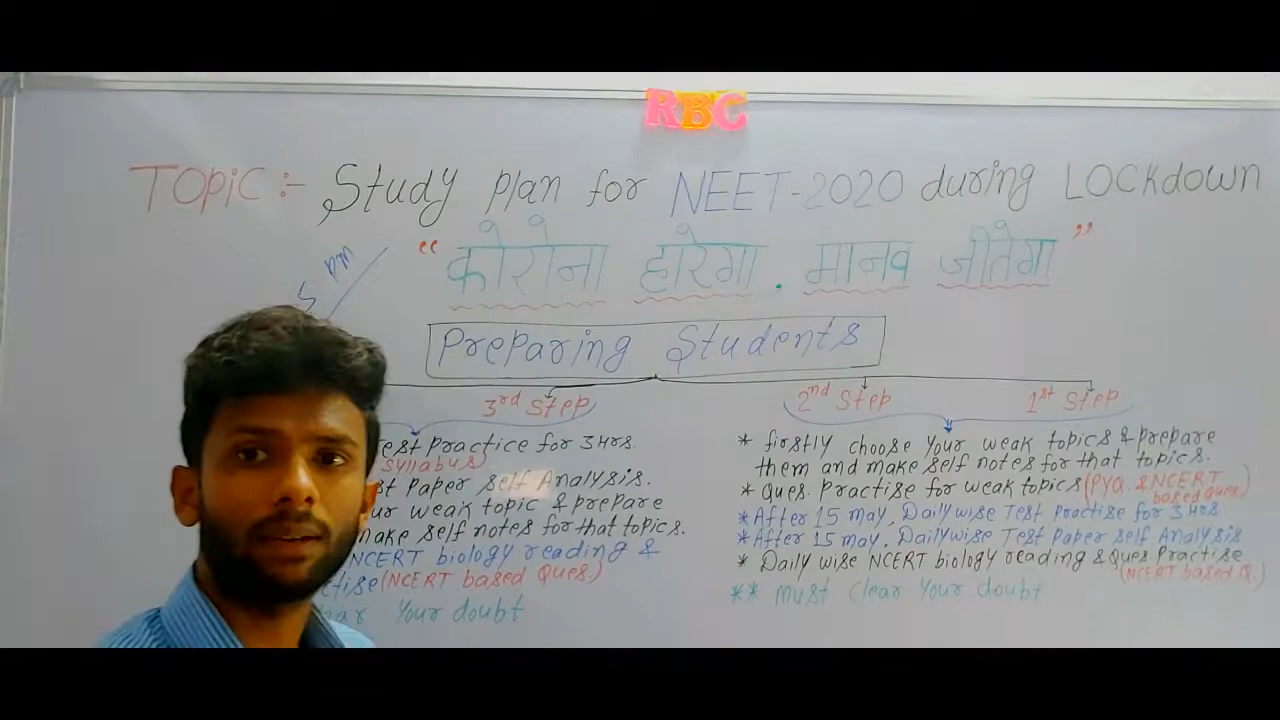 RBC
TOPIC :- Study plan for NEET-2020 during LOCKdown
5 PM
“कोरोना हारेगा . मानव जीतेगा”
Preparing Students
3rd Step
2nd Step
1st Step
est Practice for 3Hrs.
(Syllabus)
st Paper Self Analysis.
ur weak topic & prepare
make self notes for that topics.
NCERT biology reading &
ctise (NCERT based Ques.)
ear Your doubt
* firstly choose Your weak topics & prepare
them and make self notes for that topics.
* Ques. Practise for weak topics (PYQ. & NCERT
based Ques.)
* After 15 may, Dailywise Test Practise for 3HRS
* After 15 may, Dailywise Test Paper self Analysis
* Daily wise NCERT biology reading & Ques Practise
(NCERT based Q.)
** Must Clear Your doubt